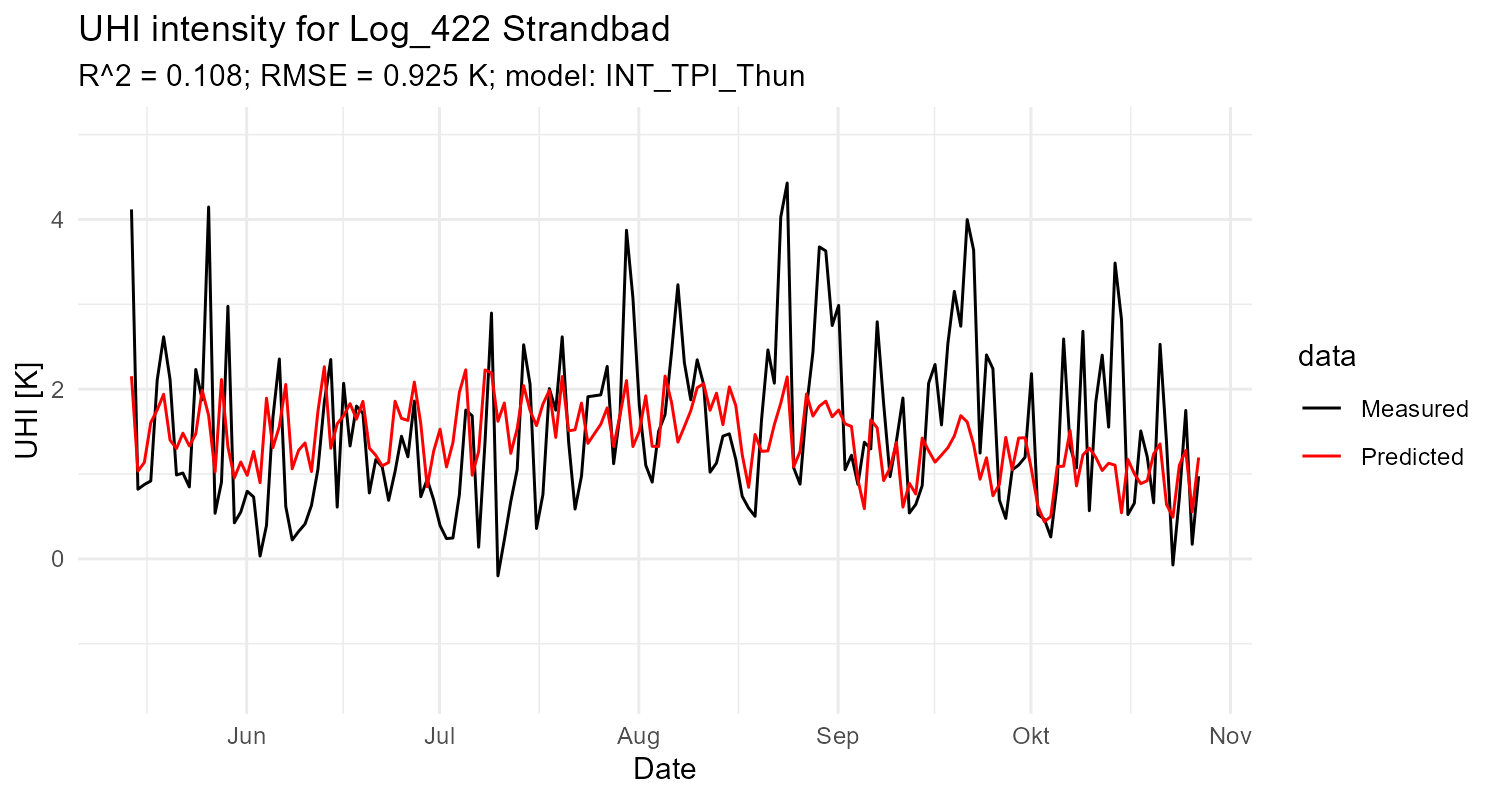 UHI intensity for Log_422 Strandbad
R^2 = 0.108; RMSE = 0.925 K; model: INT_TPI_Thun
UHI [K]
4
2
0
Jun Jul Aug Sep Okt Nov
Date
data
Measured
Predicted